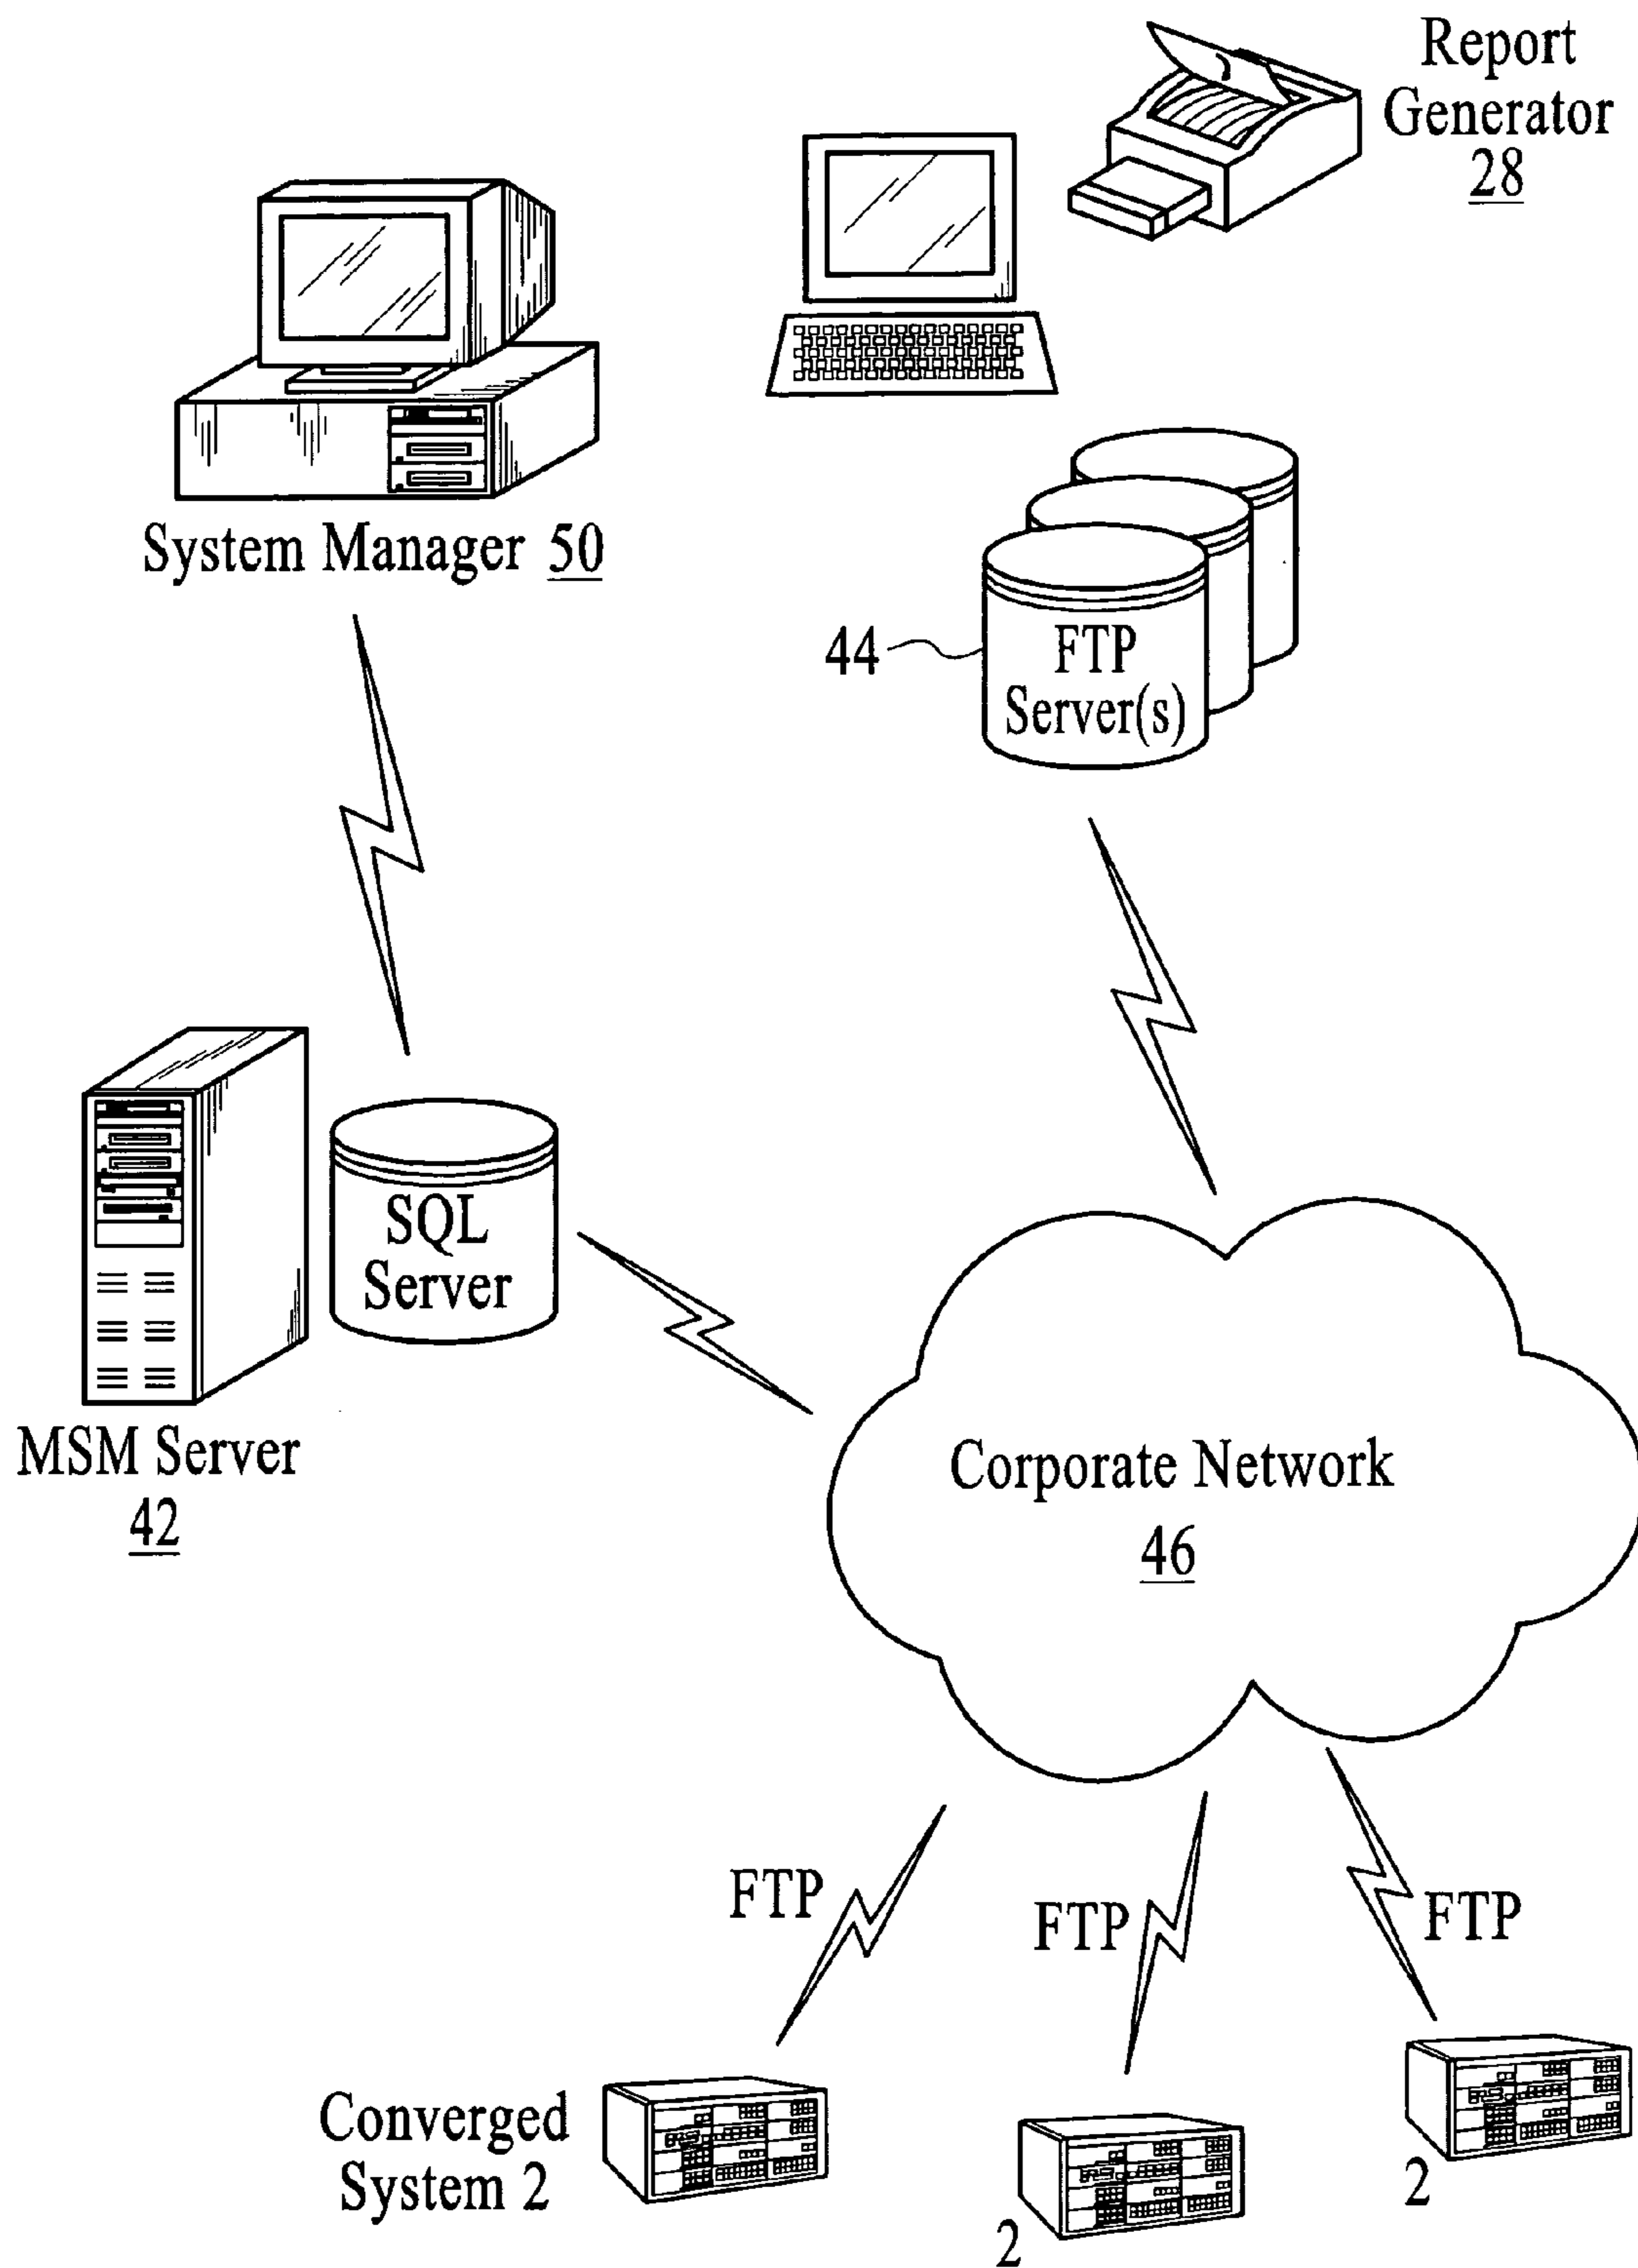 Report
Generator
28
System Manager 50
44
FTP
Server(s)
SQL
Server
MSM Server
42
Corporate Network
46
FTP
FTP
FTP
Converged
System 2
2
2